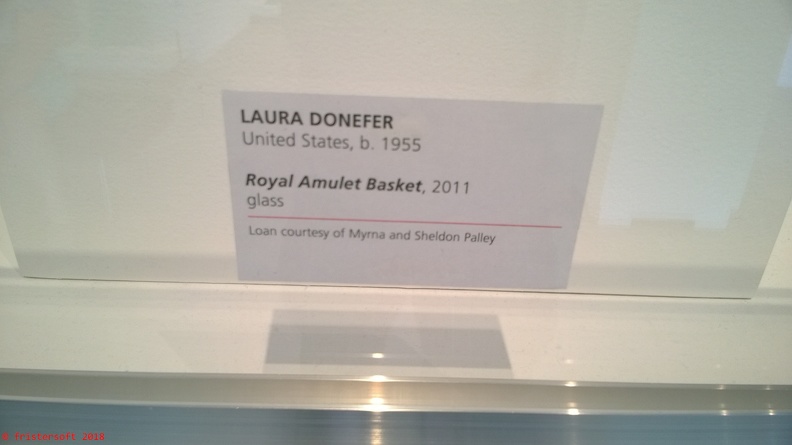 LAURA DONEFER
United States, b. 1955
Royal Amulet Basket, 2011
glass
Loan courtesy of Myrna and Sheldon Palley
© fristersoft 2018